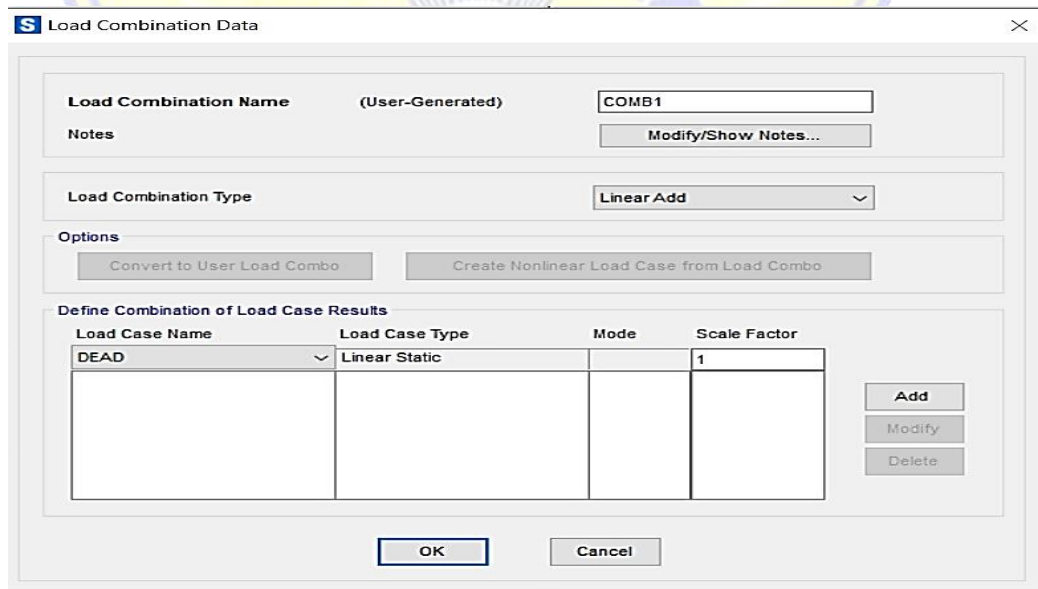 S Load Combination Data
Load Combination Name (User-Generated) COMB1
Notes Modify/Show Notes...
Load Combination Type Linear Add
Options
Convert to User Load Combo Create Nonlinear Load Case from Load Combo
Define Combination of Load Case Results
Load Case Name Load Case Type Mode Scale Factor
DEAD Linear Static 1
Add
Modify
Delete
OK Cancel